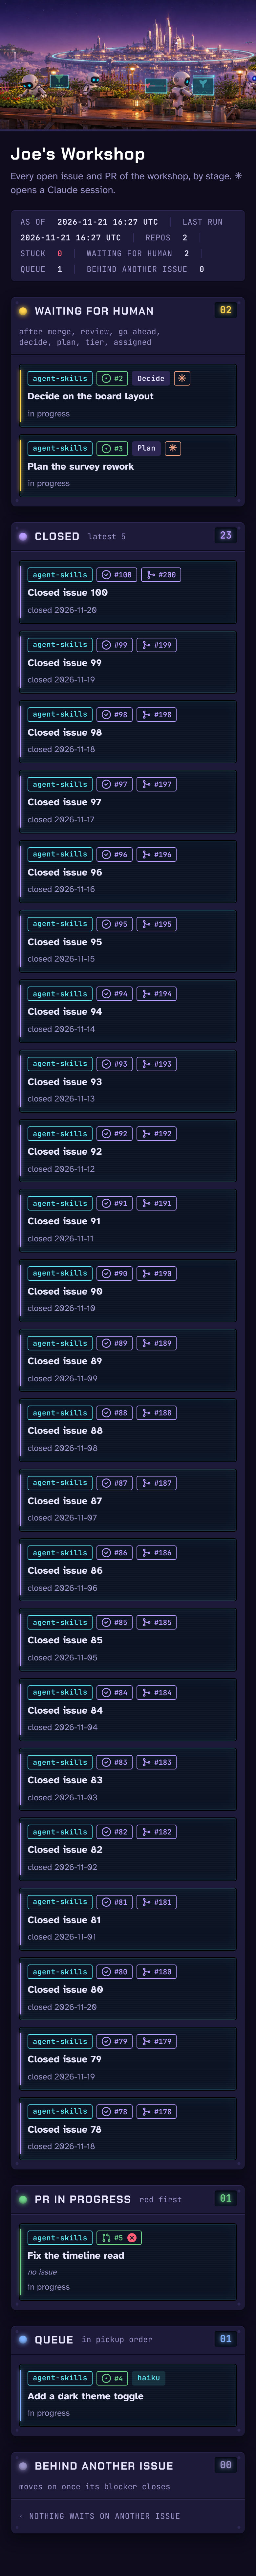 Joe's Workshop
Every open issue and PR of the workshop, by stage. ✳
opens a Claude session.
AS OF 2026-11-21 16:27 UTC LAST RUN
2026-11-21 16:27 UTC REPOS 2
STUCK 0 WAITING FOR HUMAN 2
QUEUE 1 BEHIND ANOTHER ISSUE 0
WAITING FOR HUMAN 02
after merge, review, go ahead,
decide, plan, tier, assigned
agent-skills #2 Decide ✳
Decide on the board layout
In progress
agent-skills #3 Plan ✳
Plan the survey rework
In progress
CLOSED latest 5 23
agent-skills #100 #200
Closed issue 100
closed 2026-11-20
agent-skills #99 #199
Closed issue 99
closed 2026-11-19
agent-skills #98 #198
Closed issue 98
closed 2026-11-18
agent-skills #97 #197
Closed issue 97
closed 2026-11-17
agent-skills #96 #196
Closed issue 96
closed 2026-11-16
agent-skills #95 #195
Closed issue 95
closed 2026-11-15
agent-skills #94 #194
Closed issue 94
closed 2026-11-14
agent-skills #93 #193
Closed issue 93
closed 2026-11-13
agent-skills #92 #192
Closed issue 92
closed 2026-11-12
agent-skills #91 #191
Closed issue 91
closed 2026-11-11
agent-skills #90 #190
Closed issue 90
closed 2026-11-10
agent-skills #89 #189
Closed issue 89
closed 2026-11-09
agent-skills #88 #188
Closed issue 88
closed 2026-11-08
agent-skills #87 #187
Closed issue 87
closed 2026-11-07
agent-skills #86 #186
Closed issue 86
closed 2026-11-06
agent-skills #85 #185
Closed issue 85
closed 2026-11-05
agent-skills #84 #184
Closed issue 84
closed 2026-11-04
agent-skills #83 #183
Closed issue 83
closed 2026-11-03
agent-skills #82 #182
Closed issue 82
closed 2026-11-02
agent-skills #81 #181
Closed issue 81
closed 2026-11-01
agent-skills #80 #180
Closed issue 80
closed 2026-11-20
agent-skills #79 #179
Closed issue 79
closed 2026-11-19
agent-skills #78 #178
Closed issue 78
closed 2026-11-18
PR IN PROGRESS red first 01
agent-skills #5
Fix the timeline read
no issue
In progress
QUEUE in pickup order 01
agent-skills #4 haiku
Add a dark theme toggle
In progress
BEHIND ANOTHER ISSUE 00
moves on once its blocker closes
NOTHING WAITS ON ANOTHER ISSUE